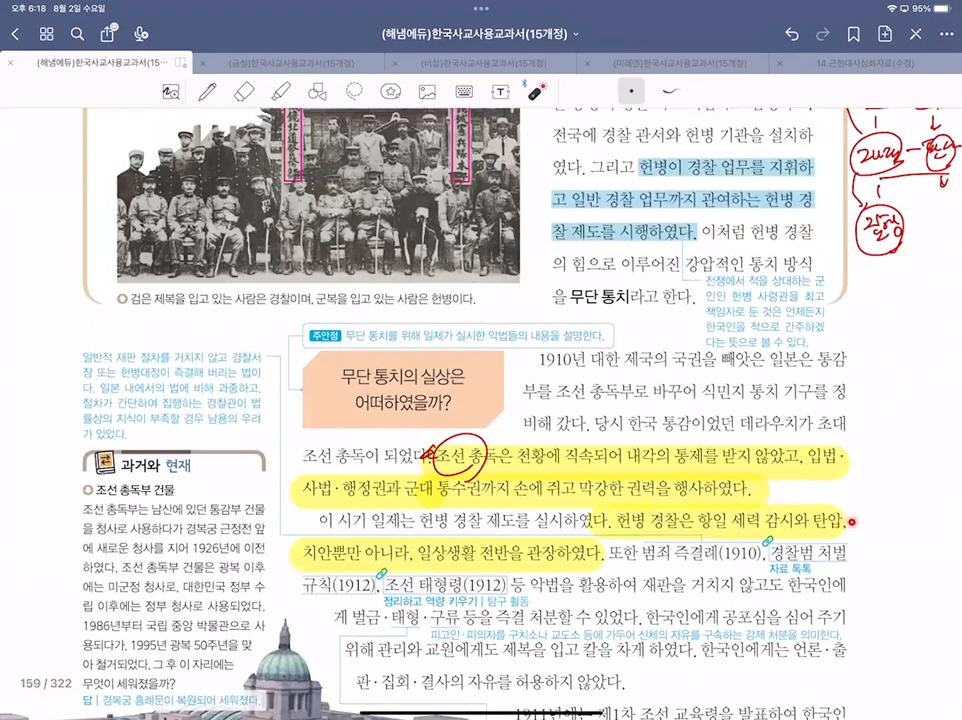 오후 6:18 8월 2일 수요일
95%
(해냄에듀)한국사교사용교과서(15개정)
(해냄에듀)한국사교사용교과서(15…
(금성)한국사교사용교과서(15개정)
(비상)한국사교사용교과서(15개정)
(미래엔)한국사교사용교과서(15개정)
14.근현대사심화자료(수정)
전국에 경찰 관서와 헌병 기관을 설치하
였다. 그리고 헌병이 경찰 업무를 지휘하
고 일반 경찰 업무까지 관여하는 헌병 경
찰 제도를 시행하였다. 이처럼 헌병 경찰
의 힘으로 이루어진 강압적인 통치 방식
을 무단 통치라고 한다.
전쟁에서 적을 상대하는 군
인인 헌병 사령관을 최고
책임자로 둔 것은 언제든지
한국인을 적으로 간주하겠
다는 뜻으로 볼 수 있다.
검은 제복을 입고 있는 사람은 경찰이며, 군복을 입고 있는 사람은 헌병이다.
주안점 무단 통치를 위해 일제가 실시한 악법들의 내용을 설명한다.
일반적 재판 절차를 거치지 않고 경찰서
장 또는 헌병대장이 즉결해 버리는 법이
다. 일본 내에서의 법에 비해 과중하고,
절차가 간단하여 집행하는 경찰관이 법
률상의 지식이 부족할 경우 남용의 우려
가 있었다.
무단 통치의 실상은
어떠하였을까?
1910년 대한 제국의 국권을 빼앗은 일본은 통감
부를 조선 총독부로 바꾸어 식민지 통치 기구를 정
비해 갔다. 당시 한국 통감이었던 데라우치가 초대
조선 총독이 되었다. 조선 총독은 천황에 직속되어 내각의 통제를 받지 않았고, 입법·
사법·행정권과 군대 통수권까지 손에 쥐고 막강한 권력을 행사하였다.
이 시기 일제는 헌병 경찰 제도를 실시하였다. 헌병 경찰은 항일 세력 감시와 탄압,
치안뿐만 아니라, 일상생활 전반을 관장하였다. 또한 범죄 즉결례(1910), 경찰범 처벌
자료 톡톡
규칙(1912), 조선 태형령(1912) 등 악법을 활용하여 재판을 거치지 않고도 한국인에
정리하고 역량 키우기 | 탐구 활동
게 벌금·태형·구류 등을 즉결 처분할 수 있었다. 한국인에게 공포심을 심어 주기
피고인·피의자를 구치소나 교도소 등에 가두어 신체의 자유를 구속하는 강제 처분을 의미한다.
위해 관리와 교원에게도 제복을 입고 칼을 차게 하였다. 한국인에게는 언론·출
판·집회·결사의 자유를 허용하지 않았다.
1911년에는 제1차 조선 교육령을 발표하여 한국인
과거와 현재
조선 총독부 건물
조선 총독부는 남산에 있던 통감부 건물
을 청사로 사용하다가 경복궁 근정전 앞
에 새로운 청사를 지어 1926년에 이전
하였다. 조선 총독부 건물은 광복 이후
에는 미군정 청사로, 대한민국 정부 수
립 이후에는 정부 청사로 사용되었다.
1986년부터 국립 중앙 박물관으로 사
용되다가, 1995년 광복 50주년을 맞
아 철거되었다. 그 후 이 자리에는
무엇이 세워졌을까?
답 | 경복궁 흥례문이 복원되어 세워졌다.
159 / 322